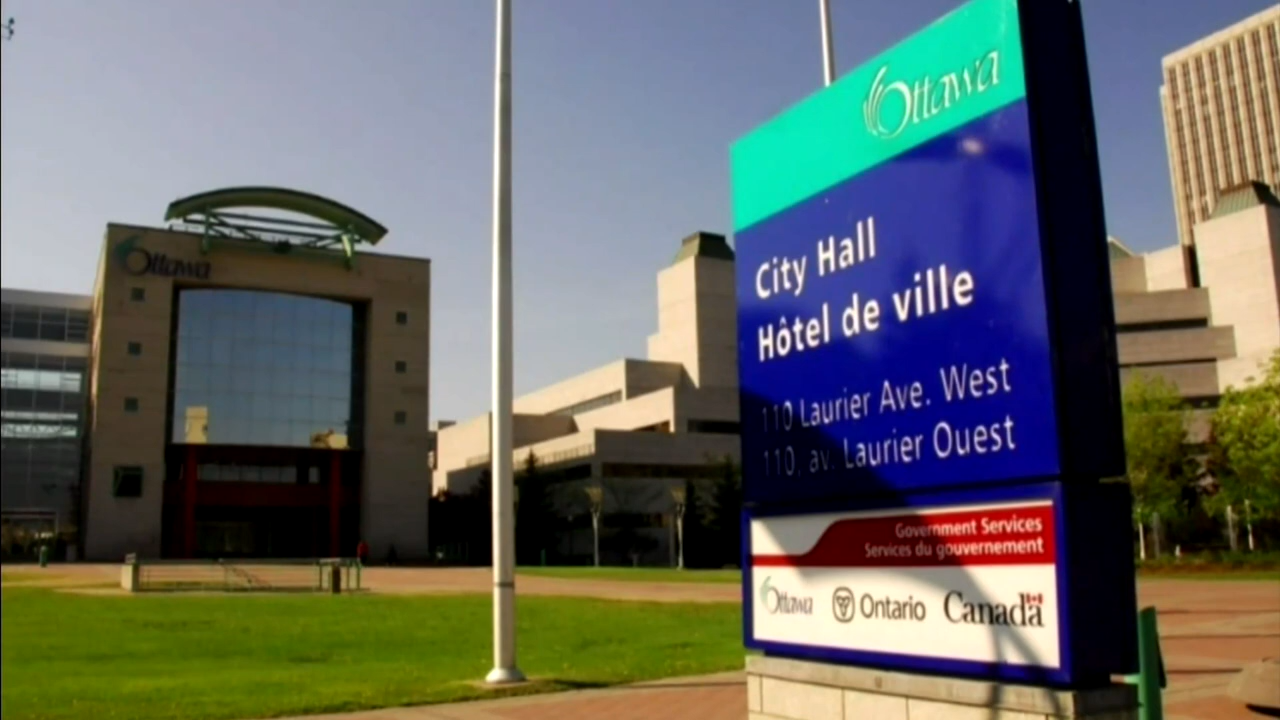 Ottawa
Ottawa
City Hall
Hôtel de ville
110 Laurier Ave. West
110, av. Laurier Ouest
Government Services
Services du gouvernement
Ottawa
Ontario
Canada